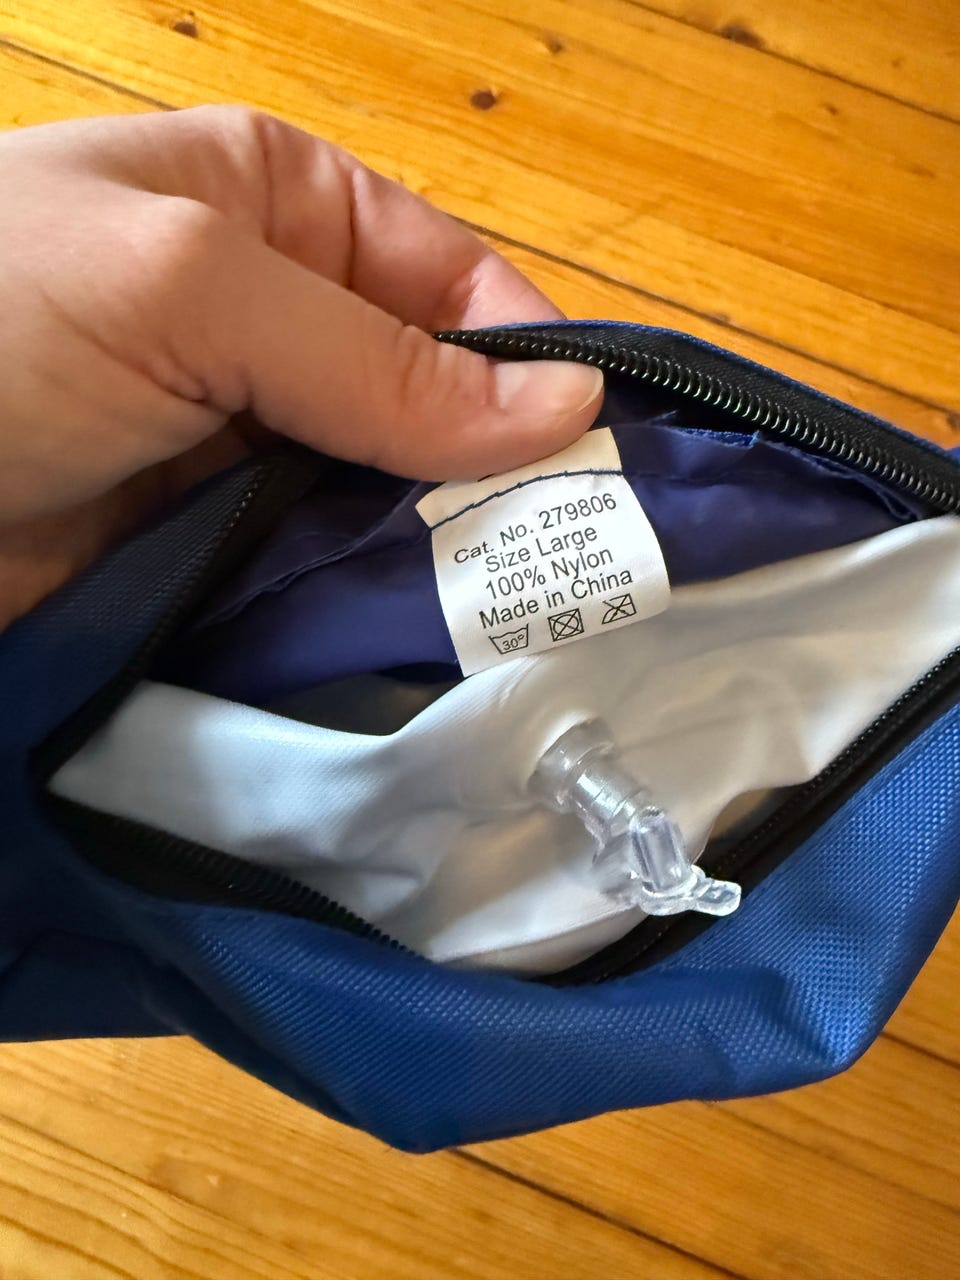 Cat. No. 279806
Size Large
100% Nylon
Made in China
30°